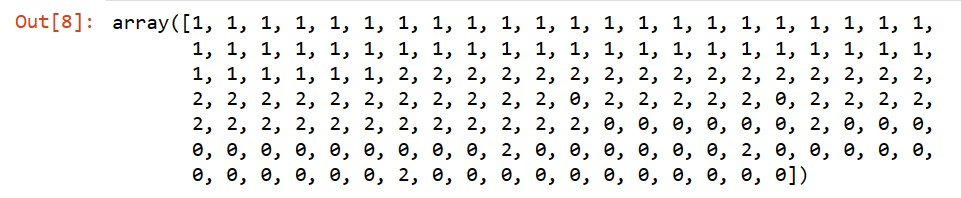 Out[8]: array([1, 1, 1, 1, 1, 1, 1, 1, 1, 1, 1, 1, 1, 1, 1, 1, 1, 1, 1, 1, 1, 1,
1, 1, 1, 1, 1, 1, 1, 1, 1, 1, 1, 1, 1, 1, 1, 1, 1, 1, 1, 1, 1, 1,
1, 1, 1, 1, 1, 1, 2, 2, 2, 2, 2, 2, 2, 2, 2, 2, 2, 2, 2, 2, 2, 2,
2, 2, 2, 2, 2, 2, 2, 2, 2, 2, 2, 0, 2, 2, 2, 2, 2, 0, 2, 2, 2, 2,
2, 2, 2, 2, 2, 2, 2, 2, 2, 2, 2, 2, 0, 0, 0, 0, 0, 0, 2, 0, 0, 0,
0, 0, 0, 0, 0, 0, 0, 0, 0, 2, 0, 0, 0, 0, 0, 0, 2, 0, 0, 0, 0, 0,
0, 0, 0, 0, 0, 0, 2, 0, 0, 0, 0, 0, 0, 0, 0, 0, 0, 0])